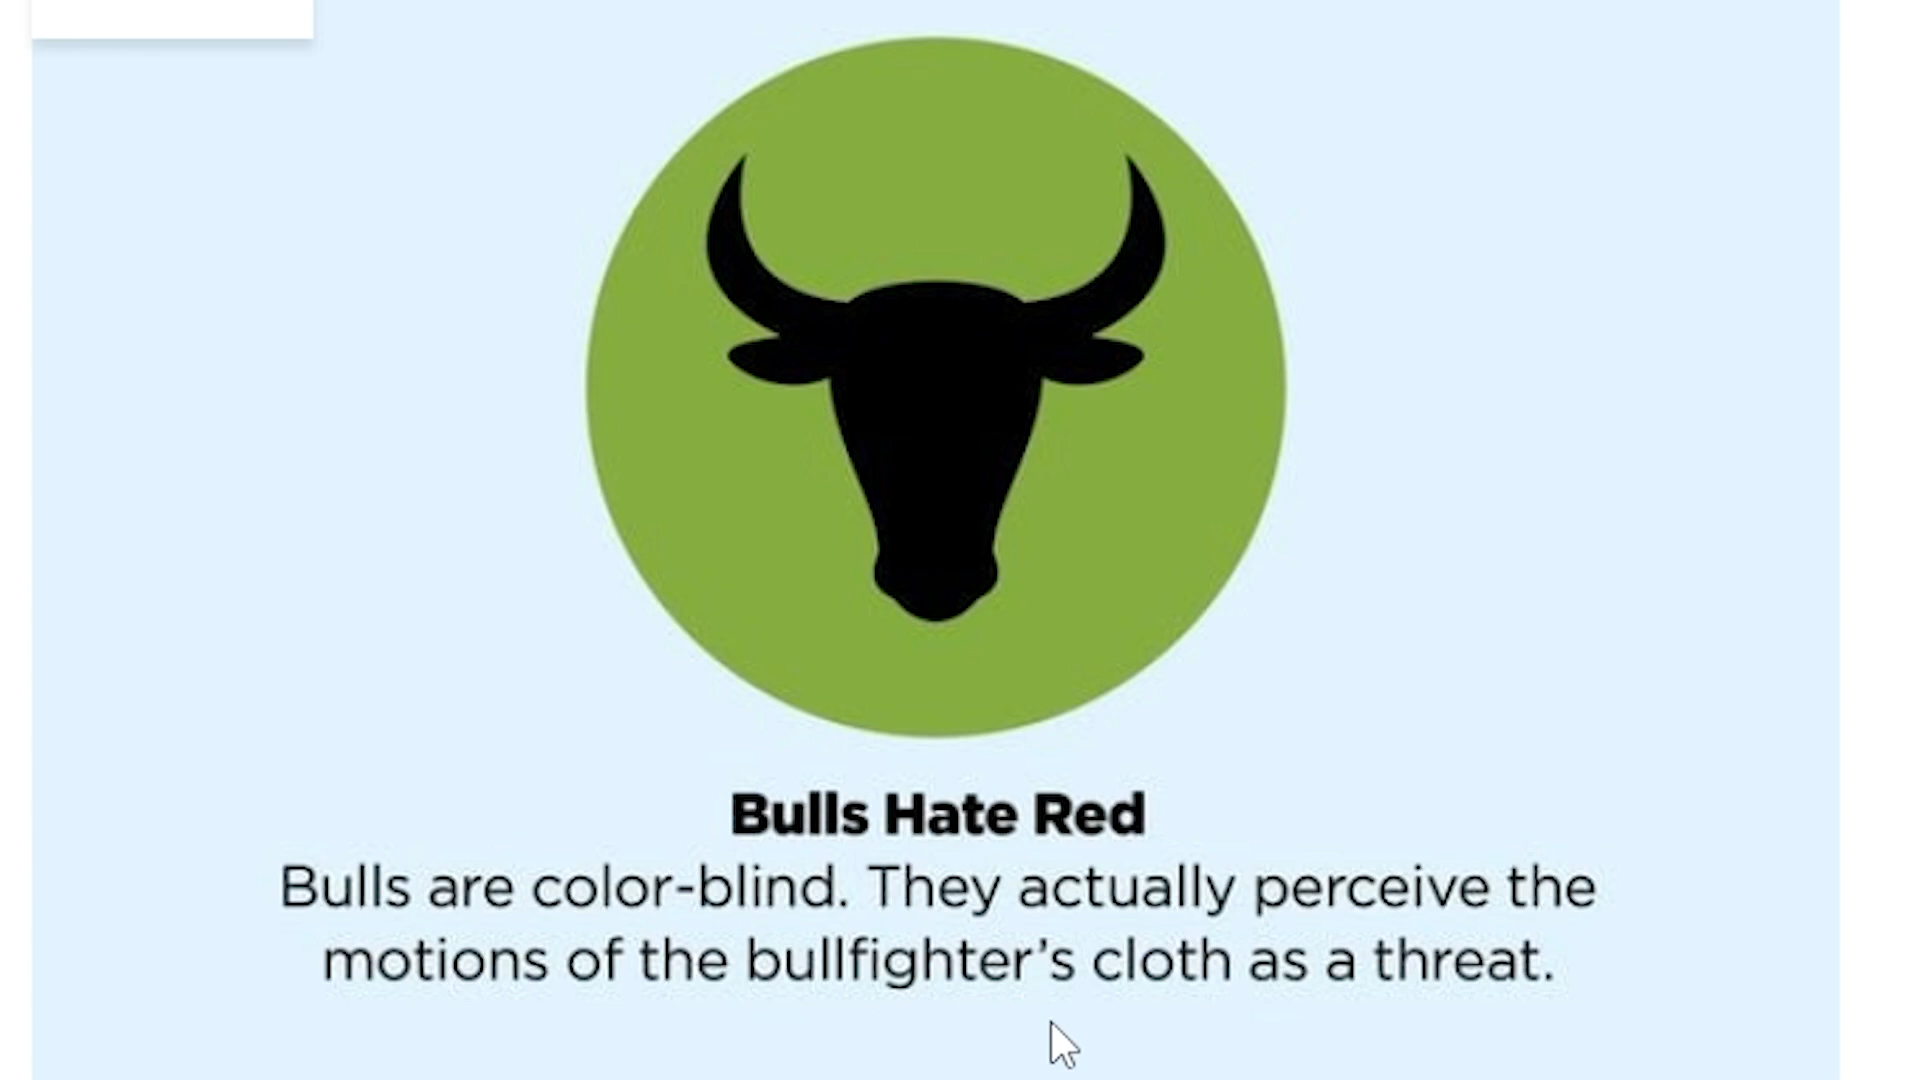 Bulls Hate Red
Bulls are color-blind. They actually perceive the
motions of the bullfighter’s cloth as a threat.